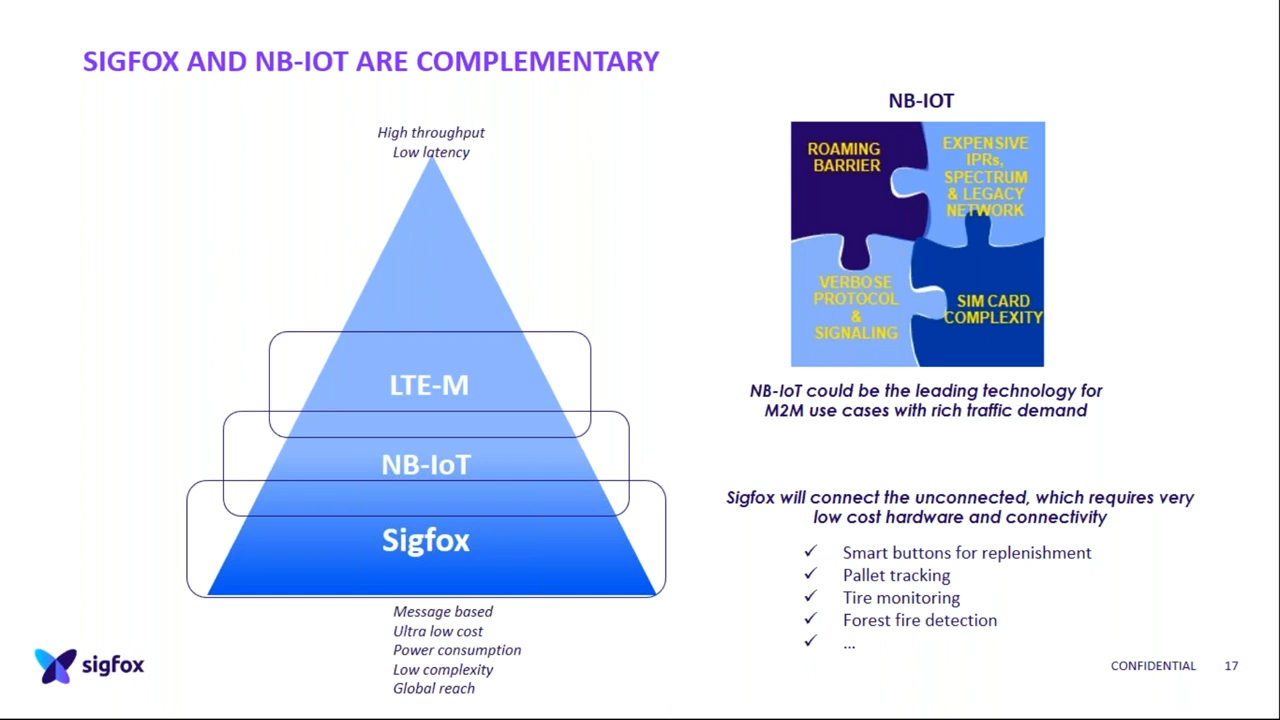 SIGFOX AND NB-IOT ARE COMPLEMENTARY
High throughput
Low latency
LTE-M
NB-IoT
Sigfox
Message based
Ultra low cost
Power consumption
Low complexity
Global reach
NB-IOT
ROAMING
BARRIER
EXPENSIVE
IPRs,
SPECTRUM
& LEGACY
NETWORK
VERBOSE
PROTOCOL
&
SIGNALING
SIM CARD
COMPLEXITY
NB-IoT could be the leading technology for
M2M use cases with rich traffic demand
Sigfox will connect the unconnected, which requires very
low cost hardware and connectivity
✓ Smart buttons for replenishment
✓ Pallet tracking
✓ Tire monitoring
✓ Forest fire detection
✓ ...
sigfox
CONFIDENTIAL 17